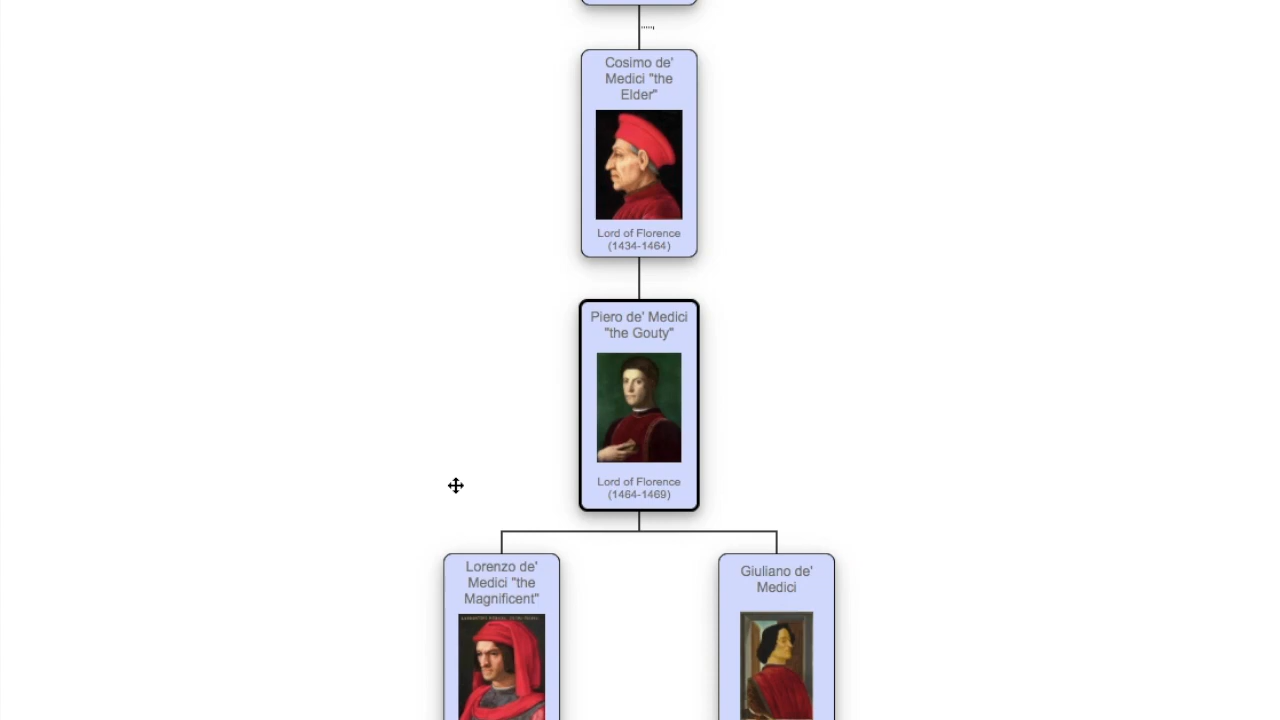 Cosimo de'
Medici "the
Elder"
Lord of Florence
(1434-1464)
Piero de' Medici
"the Gouty"
Lord of Florence
(1464-1469)
Lorenzo de'
Medici "the
Magnificent"
Giuliano de'
Medici